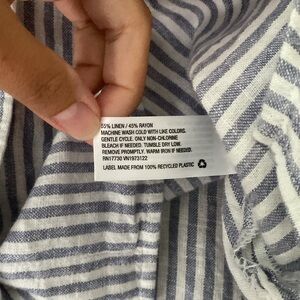 55% LINEN / 45% RAYON
MACHINE WASH COLD WITH LIKE COLORS.
GENTLE CYCLE. ONLY NON-CHLORINE
BLEACH IF NEEDED. TUMBLE DRY LOW.
REMOVE PROMPTLY. WARM IRON IF NEEDED.
RN17730 VN1973122
LABEL MADE FROM 100% RECYCLED PLASTIC